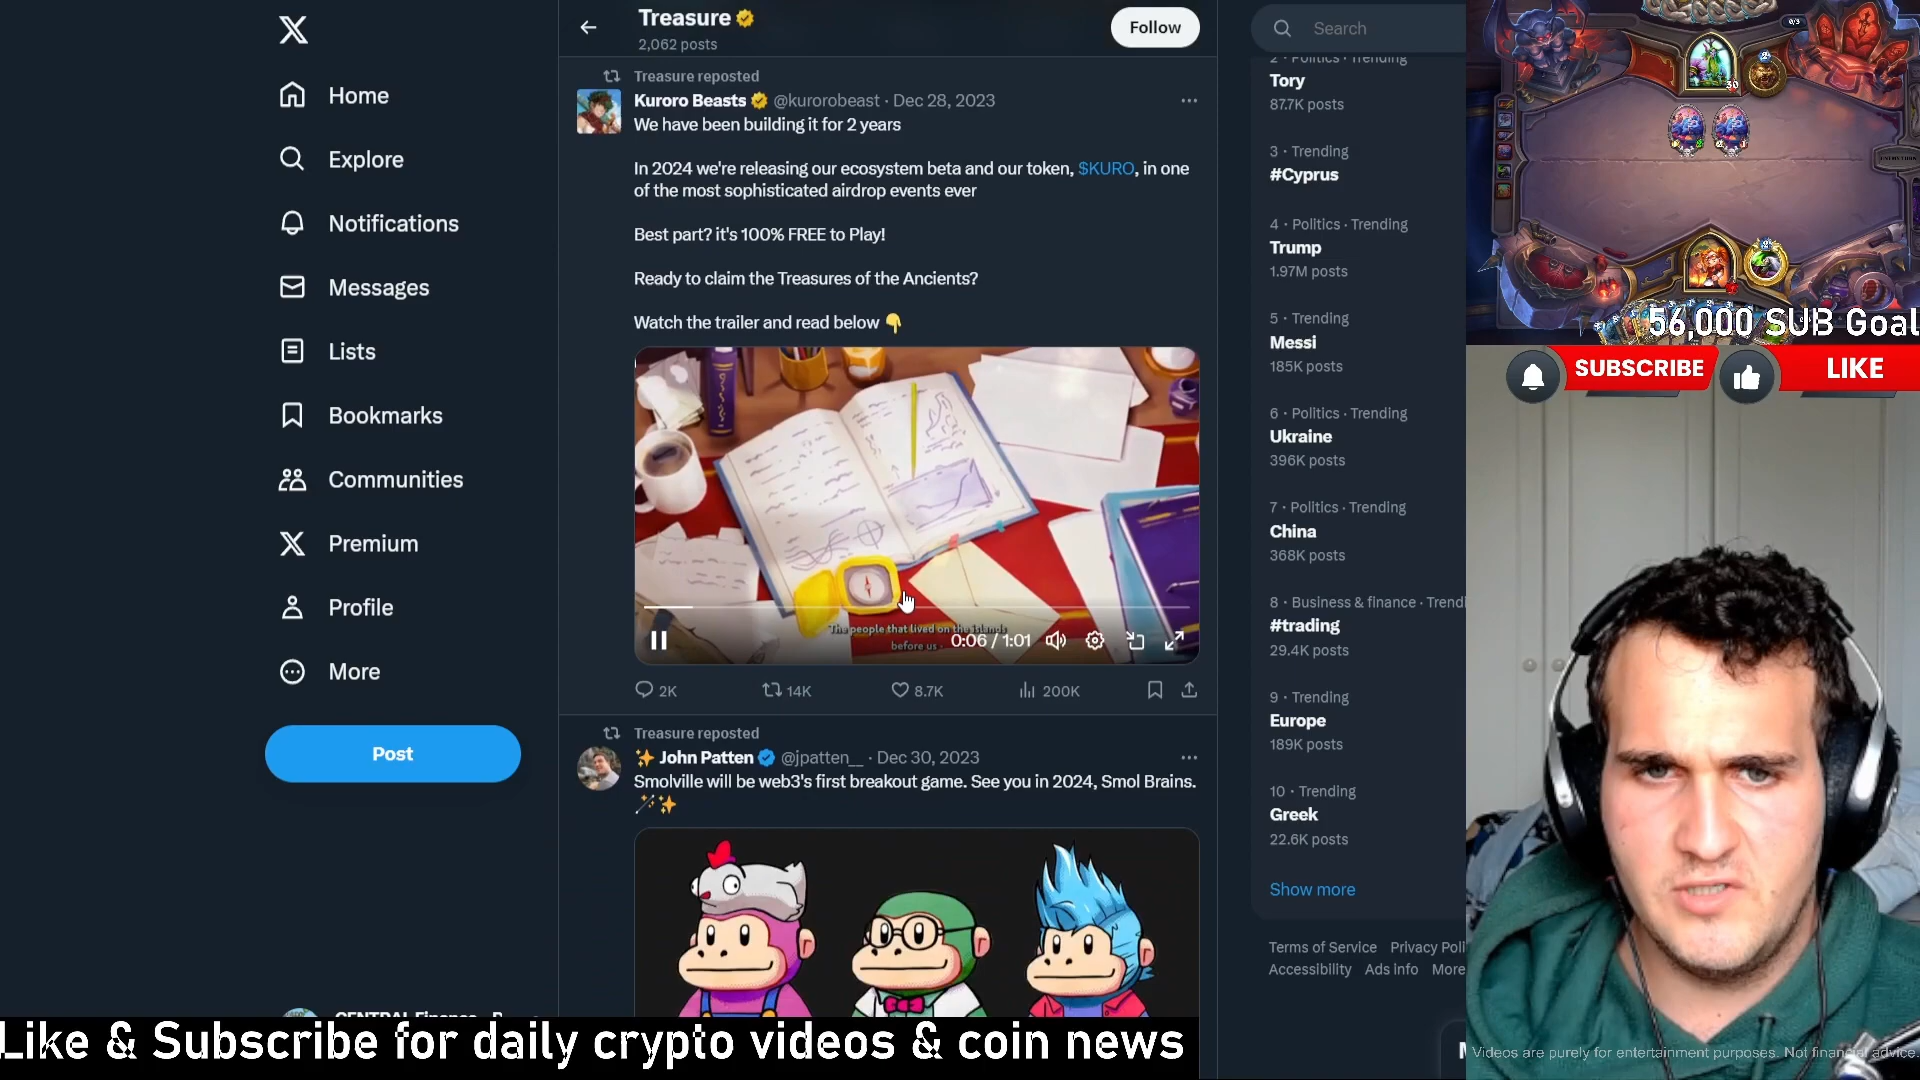 Treasure
2,062 posts
Follow
Search
Home
Explore
Notifications
Messages
Lists
Bookmarks
Communities
Premium
Profile
More
Post
Treasure reposted
Kuroro Beasts @kurorobeast · Dec 28, 2023
We have been building it for 2 years
In 2024 we're releasing our ecosystem beta and our token, $KURO, in one
of the most sophisticated airdrop events ever
Best part? it's 100% FREE to Play!
Ready to claim the Treasures of the Ancients?
Watch the trailer and read below 👇
The people that lived on the islands
before us
0:06 / 1:01
2K 14K 8.7K 200K
Treasure reposted
✨ John Patten @jpatten__ · Dec 30, 2023
Smolville will be web3's first breakout game. See you in 2024, Smol Brains.
🪄✨
2 · Politics · Trending
Tory
87.7K posts
3 · Trending
#Cyprus
4 · Politics · Trending
Trump
1.97M posts
5 · Trending
Messi
185K posts
6 · Politics · Trending
Ukraine
396K posts
7 · Politics · Trending
China
368K posts
8 · Business & finance · Trendi
#trading
29.4K posts
9 · Trending
Europe
189K posts
10 · Trending
Greek
22.6K posts
Show more
Terms of Service Privacy Poli
Accessibility Ads info More
56,000 SUB Goal
SUBSCRIBE LIKE
Like & Subscribe for daily crypto videos & coin news
Videos are purely for entertainment purposes. Not financial advice.